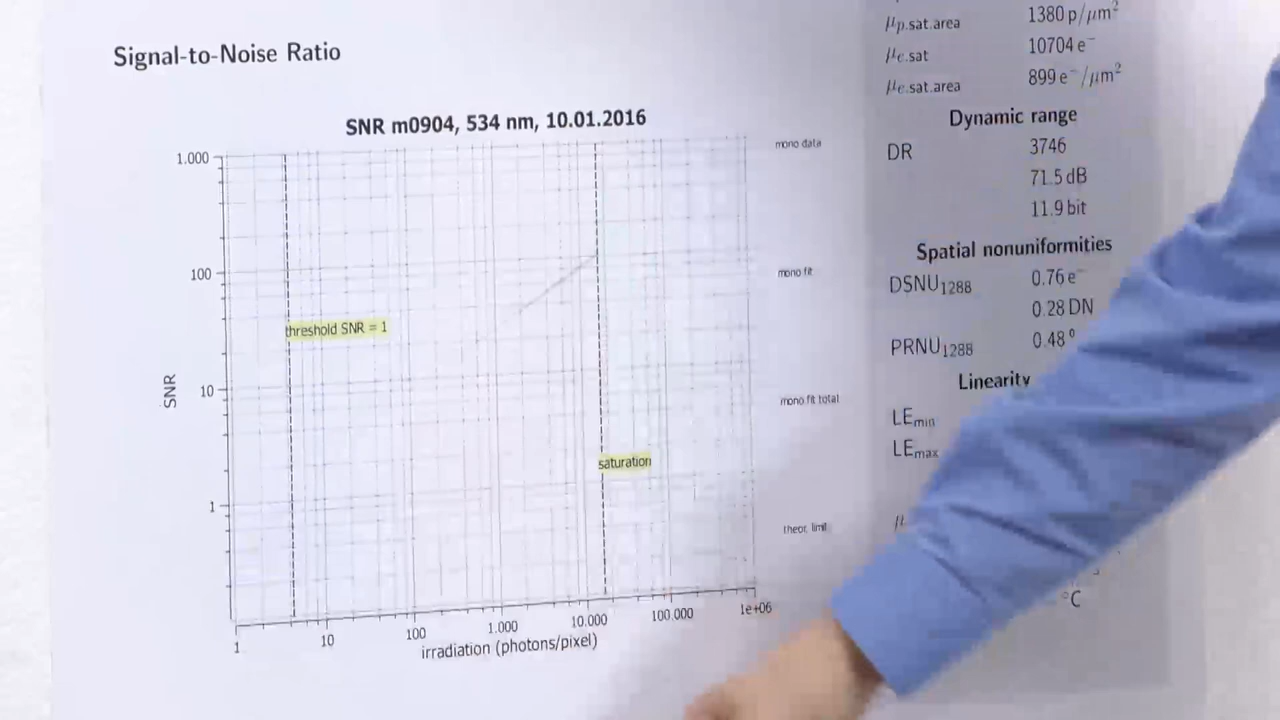 Signal-to-Noise Ratio
SNR m0904, 534 nm, 10.01.2016
1.000
100
10
1
SNR
threshold SNR = 1
saturation
1
10
100
1.000
10.000
100.000
1e+06
irradiation (photons/pixel)
mono data
mono fit
mono fit total
theor. limit
μp.sat.area 1380 p/μm²
μe.sat 10704 e⁻
μe.sat.area 899 e⁻/μm²
Dynamic range
DR 3746
71.5 dB
11.9 bit
Spatial nonuniformities
DSNU1288 0.76 e⁻
0.28 DN
PRNU1288 0.48
Linearity
LEmin
LEmax
μ
°C